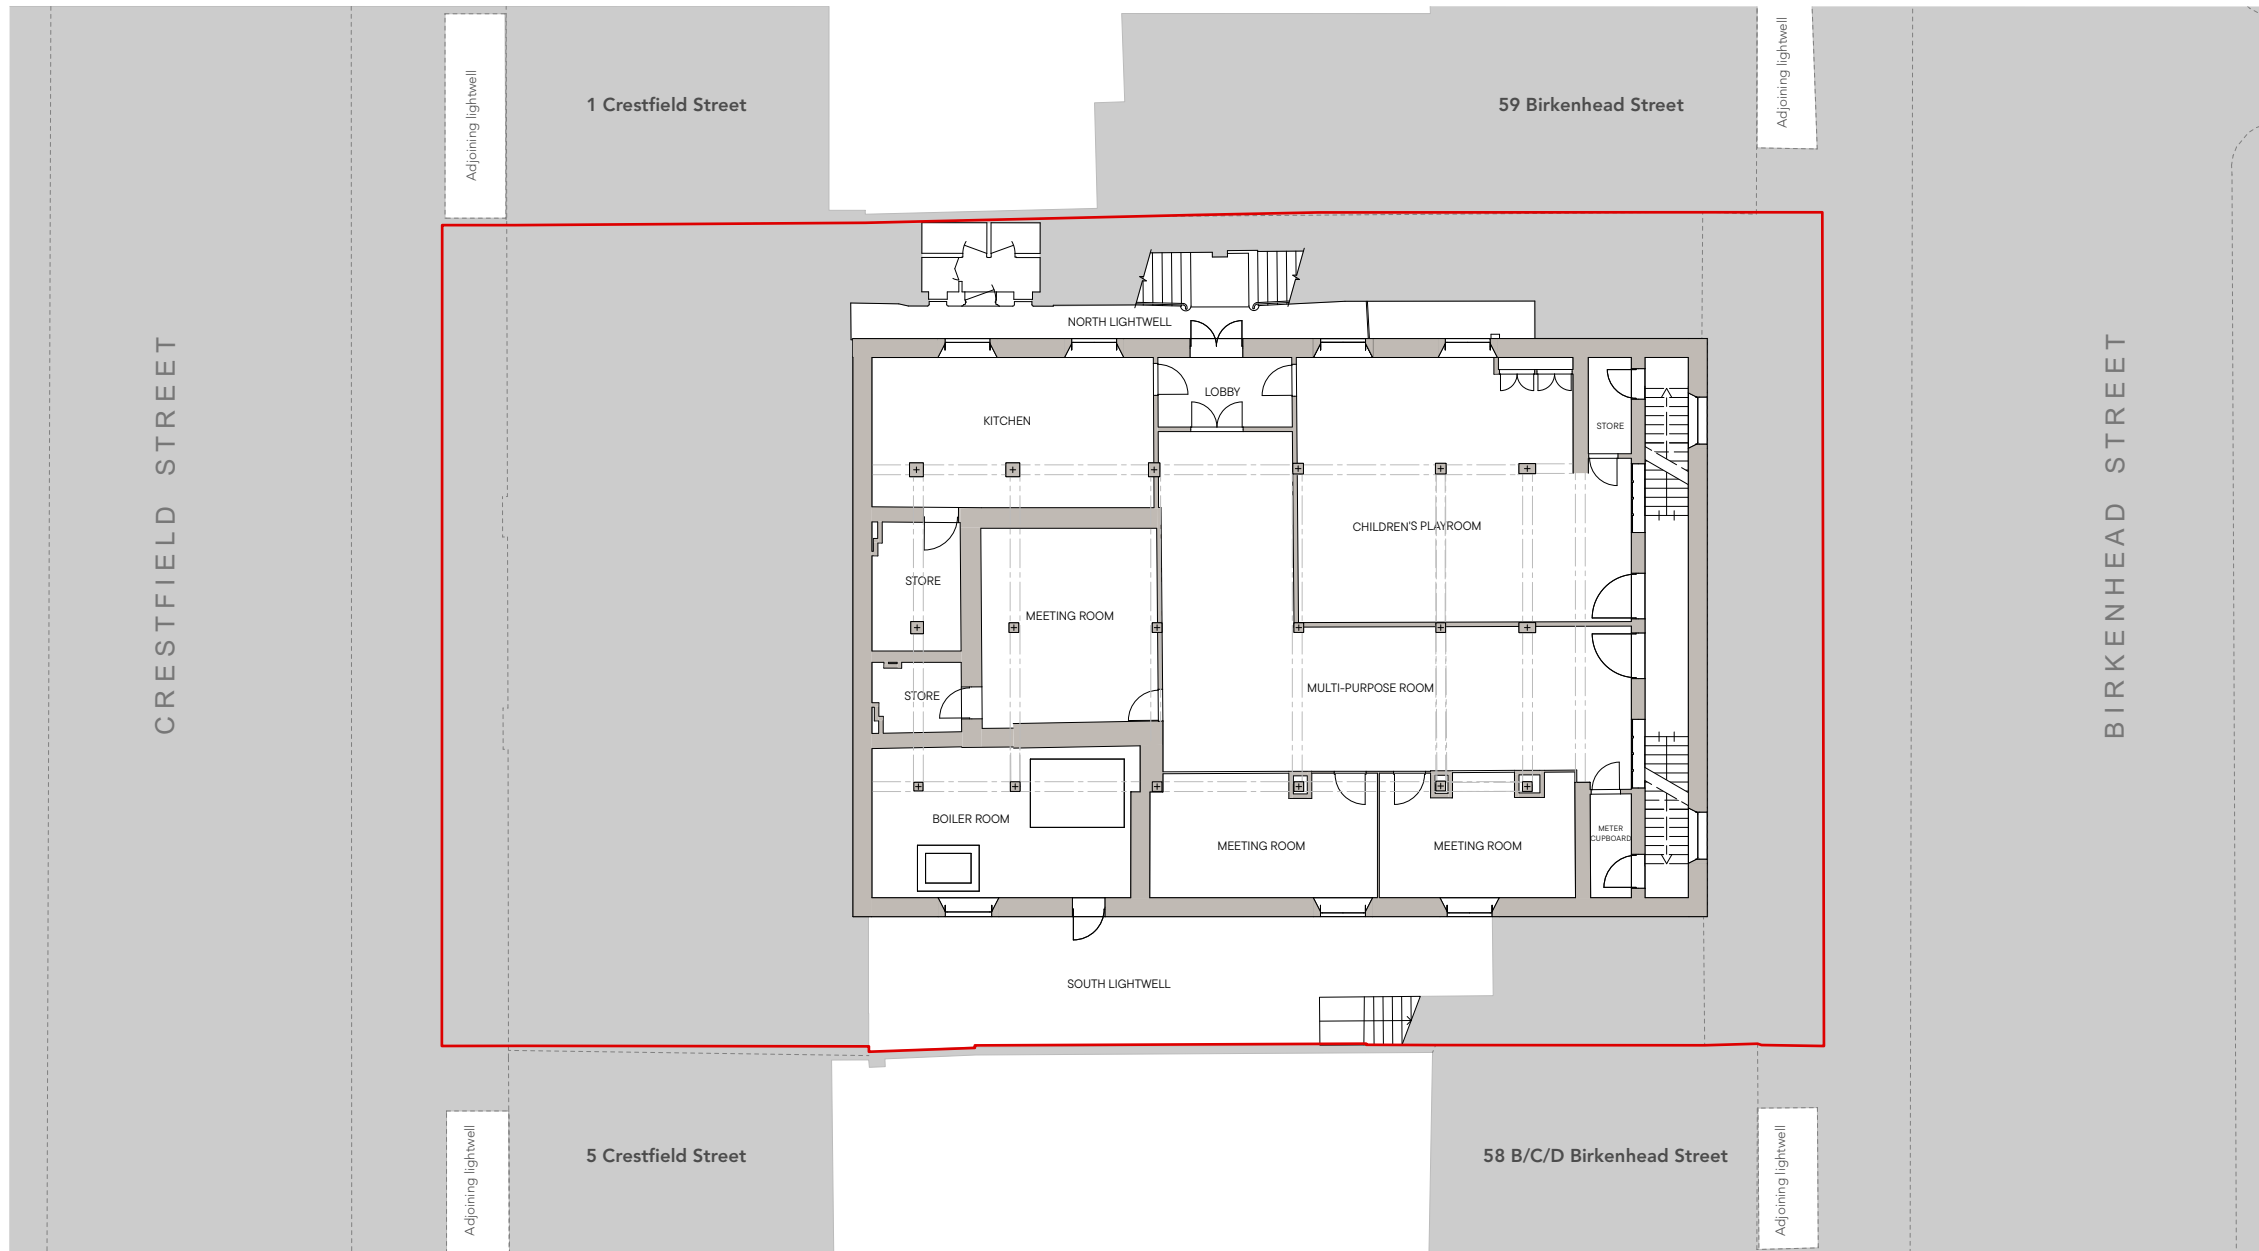 Adjoining lightwell
1 Crestfield Street
59 Birkenhead Street
Adjoining lightwell
NORTH LIGHTWELL
LOBBY
KITCHEN
STORE
CRESTFIELD STREET
BIRKENHEAD STREET
CHILDREN'S PLAYROOM
STORE
MEETING ROOM
STORE
MULTI-PURPOSE ROOM
BOILER ROOM
MEETING ROOM
MEETING ROOM
METER
CUPBOARD
SOUTH LIGHTWELL
Adjoining lightwell
5 Crestfield Street
58 B/C/D Birkenhead Street
Adjoining lightwell